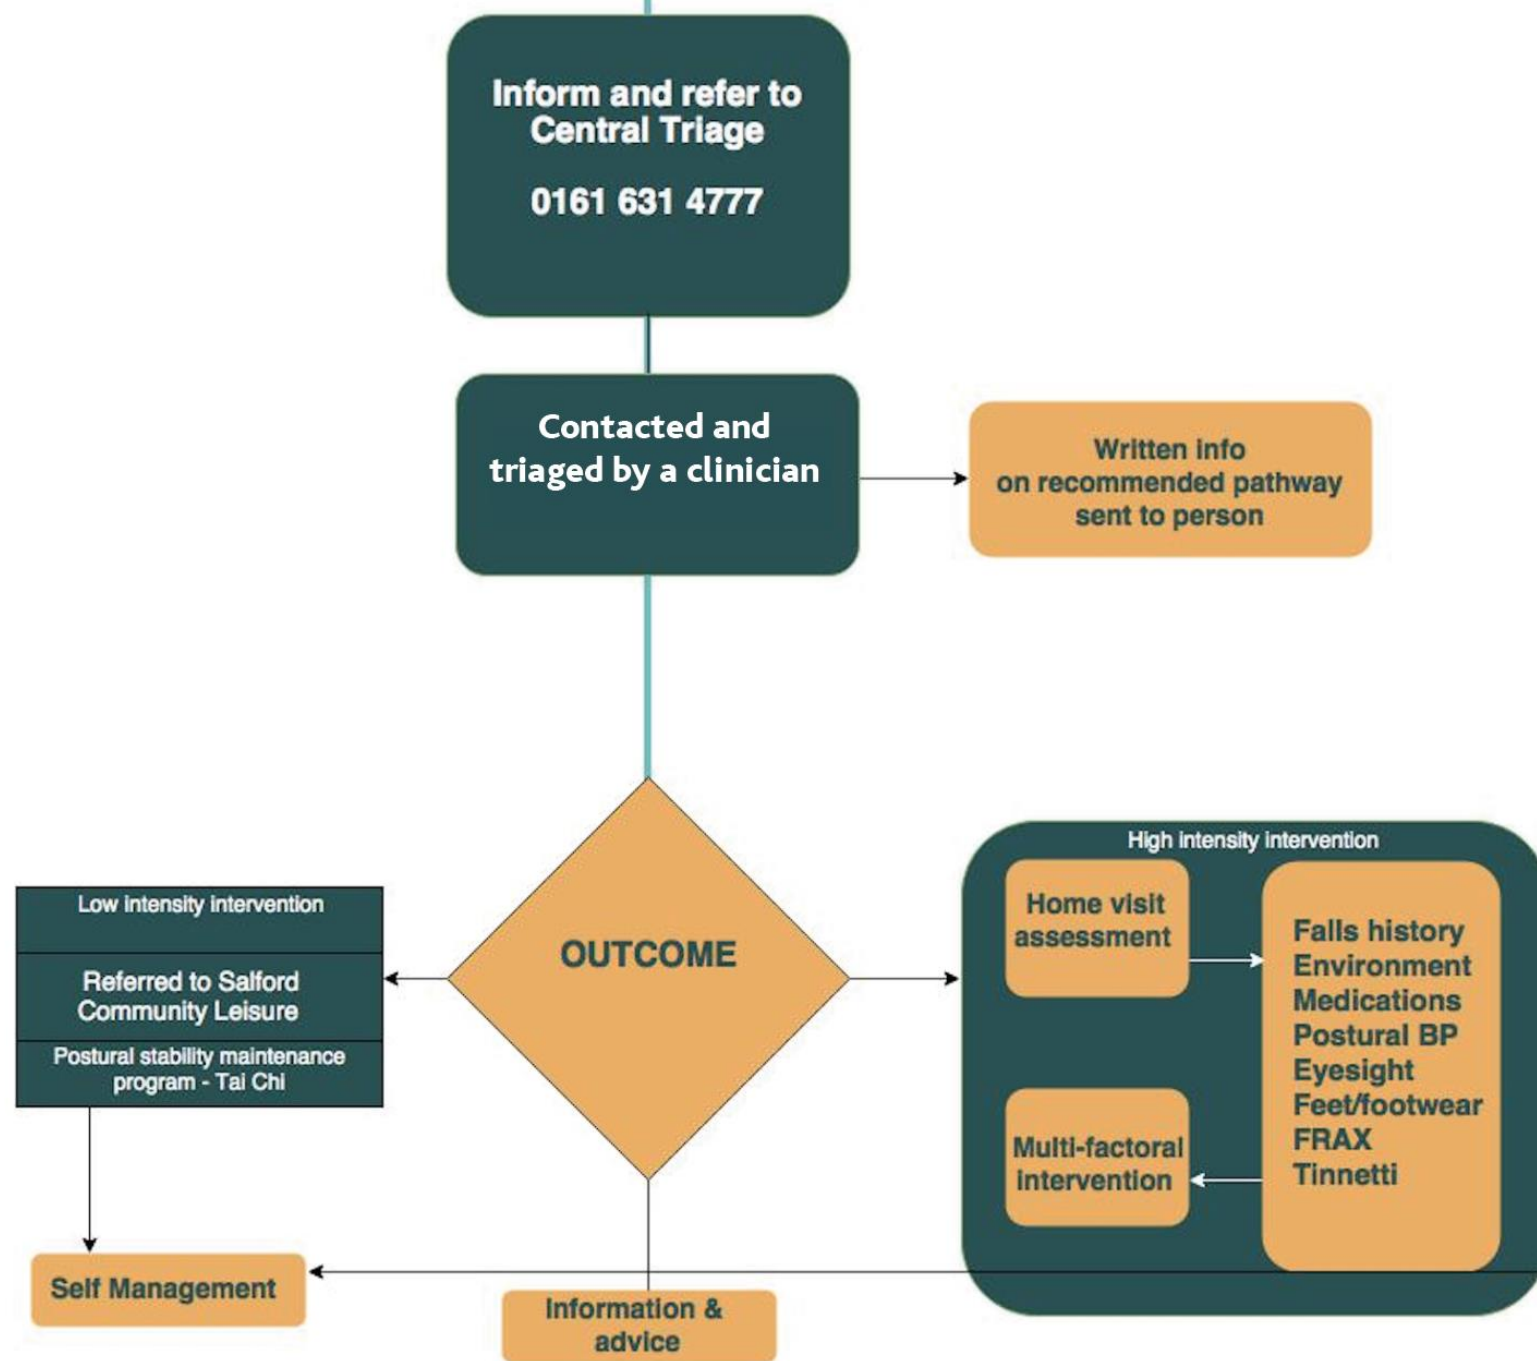 Inform and refer to
Central Triage
0161 631 4777
Contacted and
triaged by a clinician
Written info
on recommended pathway
sent to person
OUTCOME
Low intensity intervention
Referred to Salford
Community Leisure
Postural stability maintenance
program - Tai Chi
High intensity intervention
Home visit
assessment
Falls history
Environment
Medications
Postural BP
Eyesight
Feet/footwear
FRAX
Tinnetti
Multi-factoral
intervention
Self Management
Information &
advice